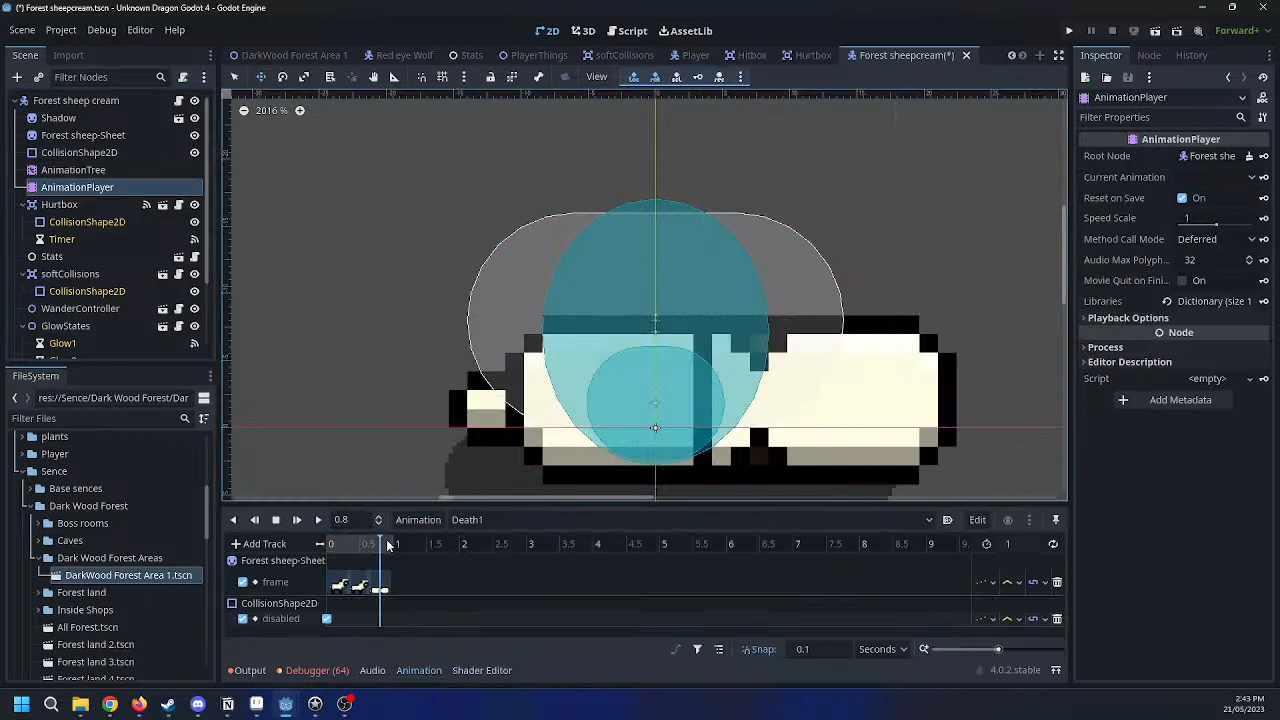 (*) Forest sheepcream.tscn - Unknown Dragon Godot 4 - Godot Engine
Scene Project Debug Editor Help
2D 3D Script AssetLib
Forward+
Scene Import
DarkWood Forest Area 1 Red eye Wolf Stats PlayerThings softCollisions Player Hitbox Hurtbox Forest sheepcream(*)
Inspector Node History
Filter Nodes
View
Forest sheep cream
Shadow
Forest sheep-Sheet
CollisionShape2D
AnimationTree
AnimationPlayer
Hurtbox
CollisionShape2D
Timer
Stats
softCollisions
CollisionShape2D
WanderController
GlowStates
Glow1
2016 %
AnimationPlayer
Filter Properties
AnimationPlayer
Root Node Forest she
Current Animation
Reset on Save On
Speed Scale 1
Method Call Mode Deferred
Audio Max Polyph... 32
Movie Quit on Fini... On
Libraries Dictionary (size 1
Playback Options
Node
Process
Editor Description
Script <empty>
Add Metadata
FileSystem
res://Sence/Dark Wood Forest/Dar
Filter Files
plants
Player
Sence
Base sences
Dark Wood Forest
Boss rooms
Caves
Dark Wood Forest Areas
DarkWood Forest Area 1.tscn
Forest land
Inside Shops
All Forest.tscn
Forest land 2.tscn
Forest land 3.tscn
0.8 Animation Death1 Edit
Add Track 0 0.5 1 1.5 2 2.5 3 3.5 4 4.5 5 5.5 6 6.5 7 7.5 8 8.5 9 9. 1
Forest sheep-Sheet
frame
CollisionShape2D
disabled
Snap: 0.1 Seconds
Output Debugger (64) Audio Animation Shader Editor
4.0.2.stable
2:43 PM
21/05/2023